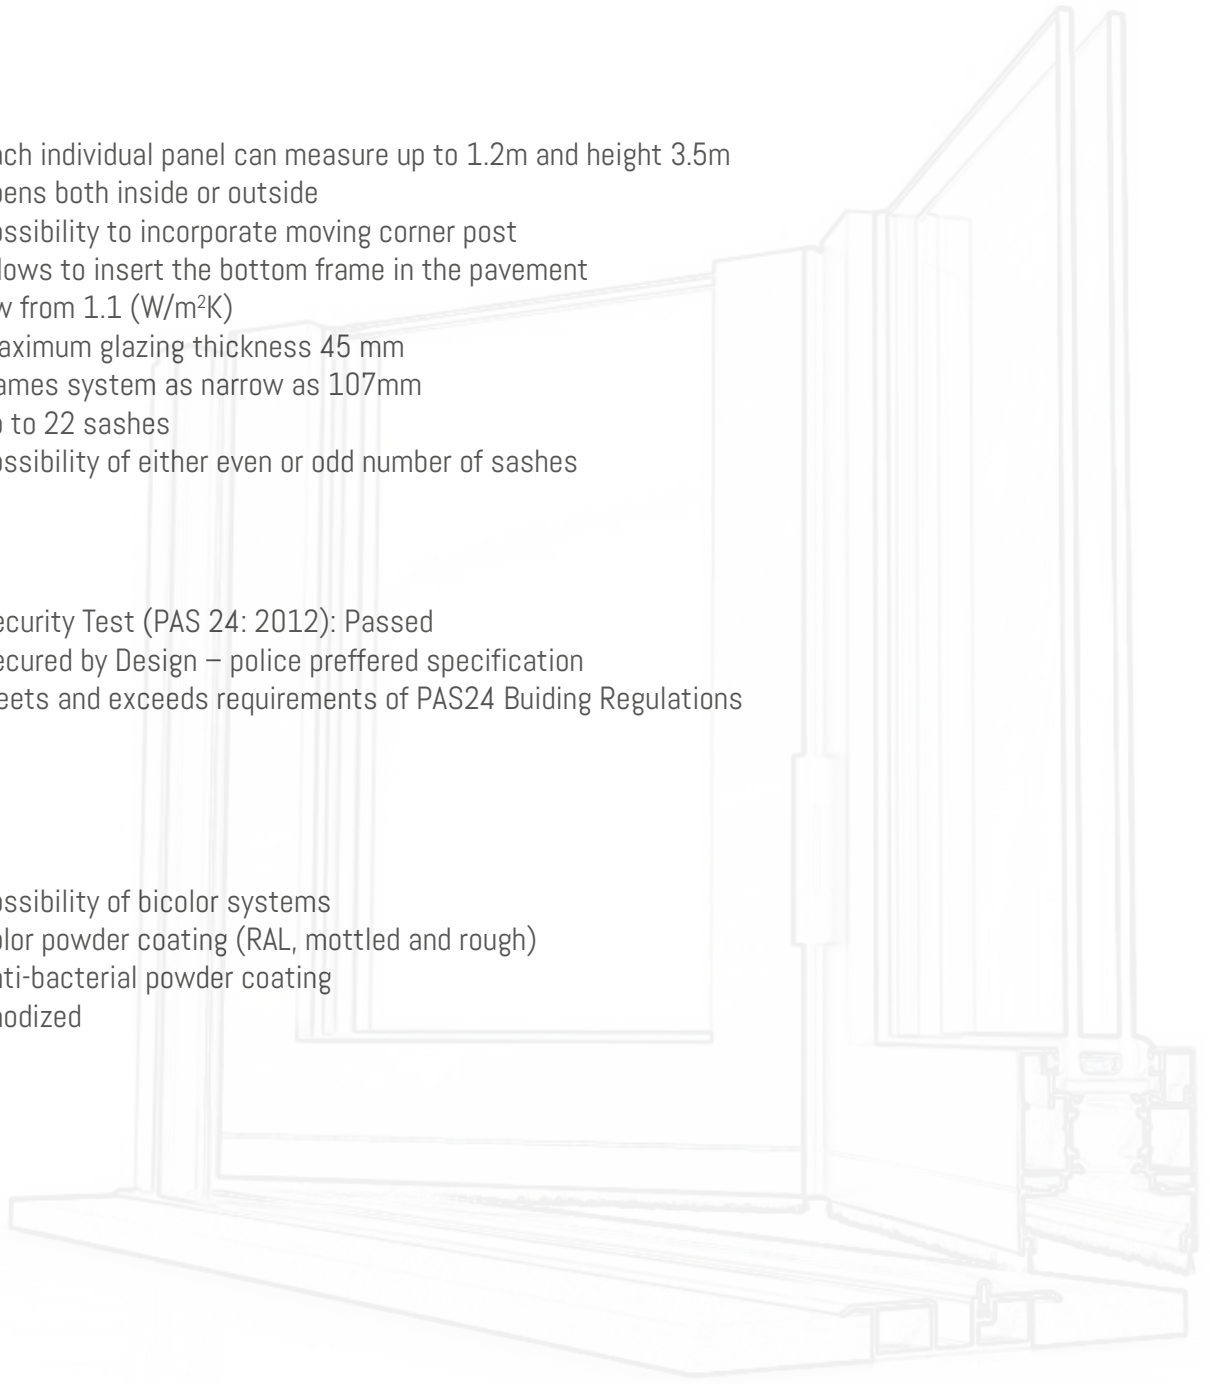 ach individual panel can measure up to 1.2m and height 3.5m
pens both inside or outside
ossibility to incorporate moving corner post
lows to insert the bottom frame in the pavement
w from 1.1 (W/m²K)
aximum glazing thickness 45 mm
ames system as narrow as 107mm
p to 22 sashes
ossibility of either even or odd number of sashes
ecurity Test (PAS 24: 2012): Passed
ecured by Design – police preffered specification
eets and exceeds requirements of PAS24 Buiding Regulations
ossibility of bicolor systems
olor powder coating (RAL, mottled and rough)
nti-bacterial powder coating
nodized